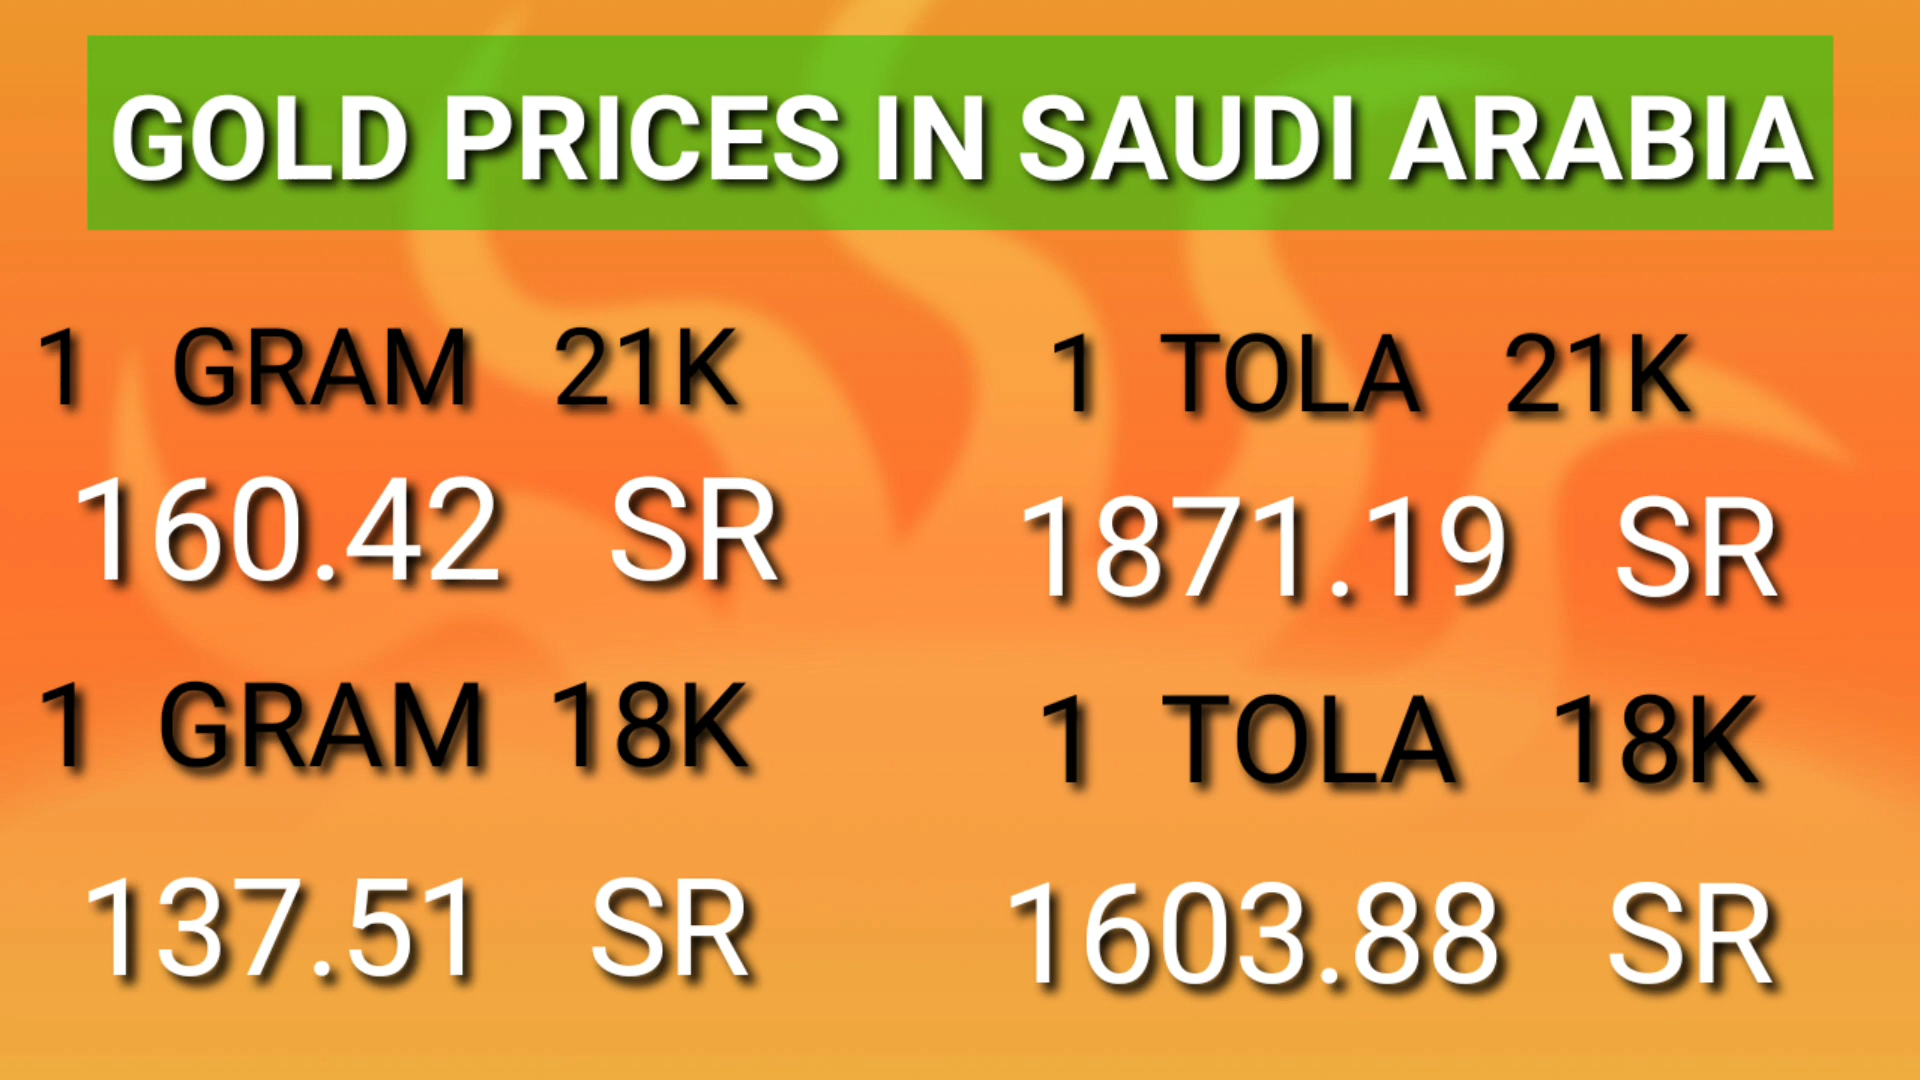 GOLD PRICES IN SAUDI ARABIA
1 GRAM 21K
160.42 SR
1 TOLA 21K
1871.19 SR
1 GRAM 18K
137.51 SR
1 TOLA 18K
1603.88 SR